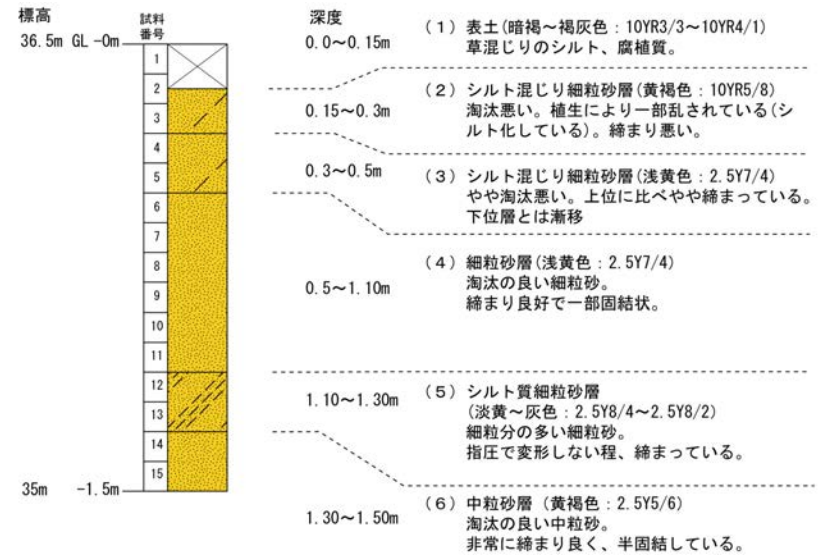 標高
36.5m GL -0m
試料
番号
深度
1
2
3
4
5
6
7
8
9
10
11
12
13
14
15
35m -1.5m
0.0～0.15m
(1) 表土(暗褐～褐灰色：10YR3/3～10YR4/1)
草混じりのシルト、腐植質。
0.15～0.3m
(2) シルト混じり細粒砂層(黄褐色：10YR5/8)
淘汰悪い。植生により一部乱されている(シ
ルト化している)。締まり悪い。
0.3～0.5m
(3) シルト混じり細粒砂層(浅黄色：2.5Y7/4)
やや淘汰悪い。上位に比べやや締まっている。
下位層とは漸移
0.5～1.10m
(4) 細粒砂層(浅黄色：2.5Y7/4)
淘汰の良い細粒砂。
締まり良好で一部固結状。
1.10～1.30m
(5) シルト質細粒砂層
(淡黄～灰色：2.5Y8/4～2.5Y8/2)
細粒分の多い細粒砂。
指圧で変形しない程、締まっている。
1.30～1.50m
(6) 中粒砂層 (黄褐色：2.5Y5/6)
淘汰の良い中粒砂。
非常に締まり良く、半固結している。